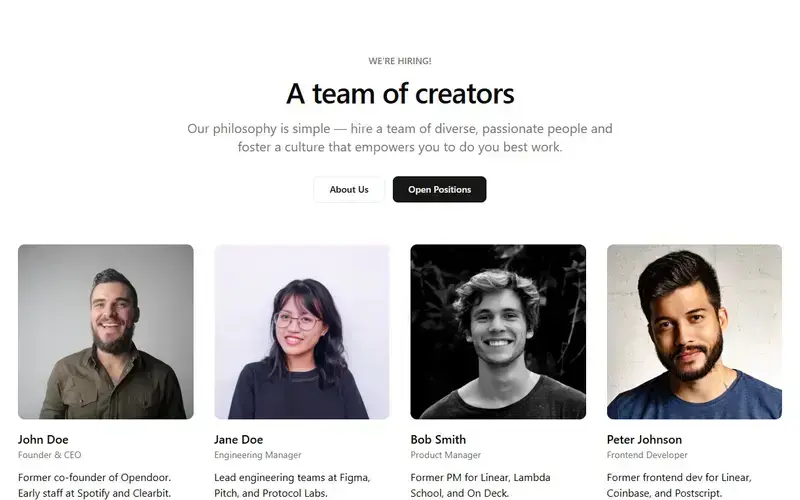 WE'RE HIRING!
A team of creators
Our philosophy is simple — hire a team of diverse, passionate people and
foster a culture that empowers you to do you best work.
About Us
Open Positions
John Doe
Founder & CEO
Former co-founder of Opendoor.
Early staff at Spotify and Clearbit.
Jane Doe
Engineering Manager
Lead engineering teams at Figma,
Pitch, and Protocol Labs.
Bob Smith
Product Manager
Former PM for Linear, Lambda
School, and On Deck.
Peter Johnson
Frontend Developer
Former frontend dev for Linear,
Coinbase, and Postscript.